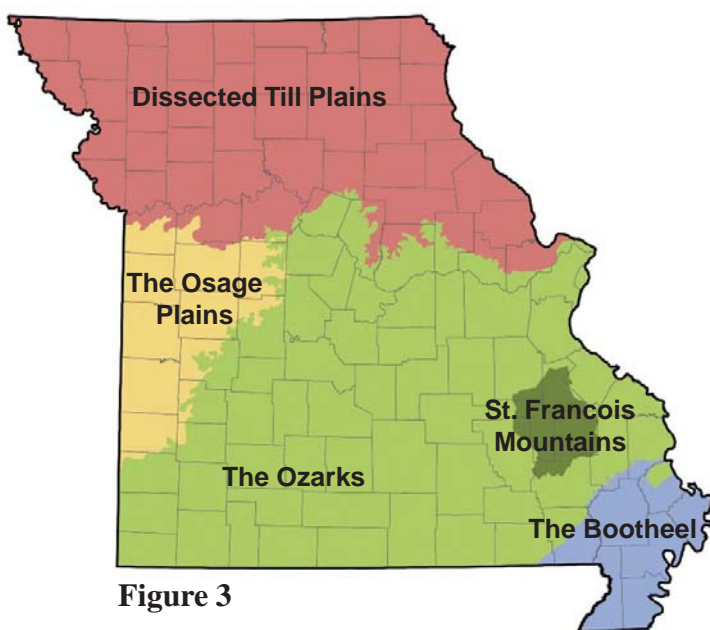 Dissected Till Plains
The Osage
Plains
St. Francois
Mountains
The Ozarks
The Bootheel
Figure 3